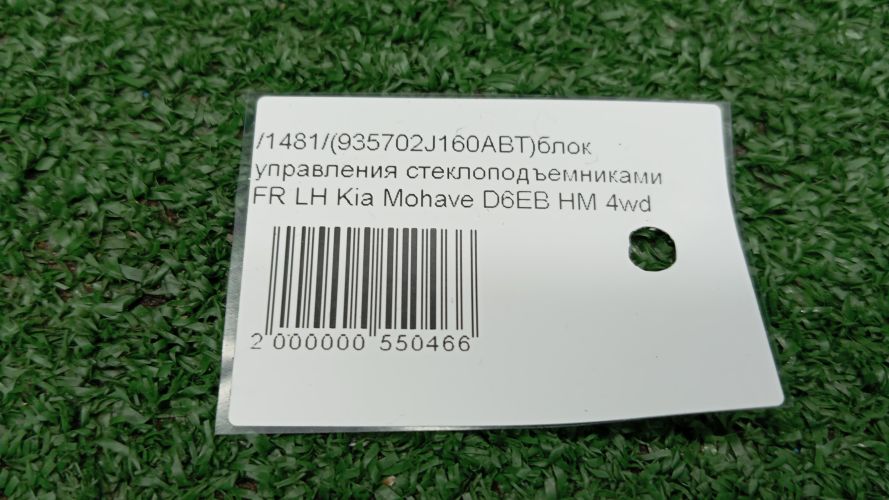 /1481/(935702J160ABT)блок
управления стеклоподъемниками
FR LH Kia Mohave D6EB HM 4wd
2 000000 550466